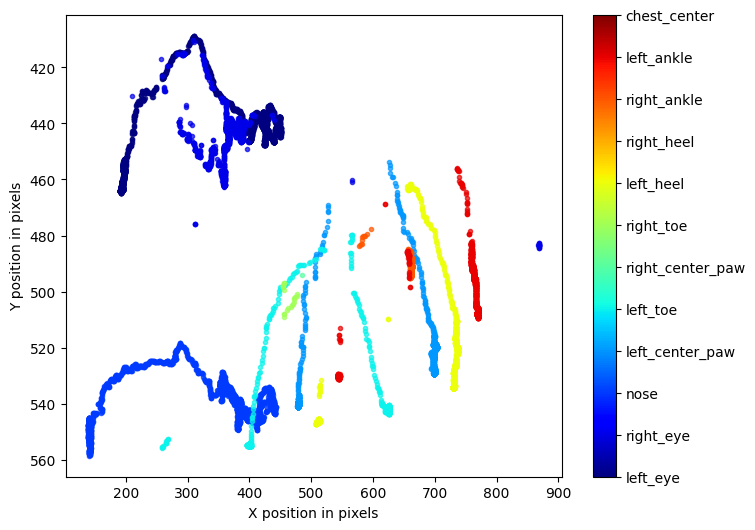 420
440
460
480
500
520
540
560
Y position in pixels
200
300
400
500
600
700
800
900
X position in pixels
chest_center
left_ankle
right_ankle
right_heel
left_heel
right_toe
right_center_paw
left_toe
left_center_paw
nose
right_eye
left_eye